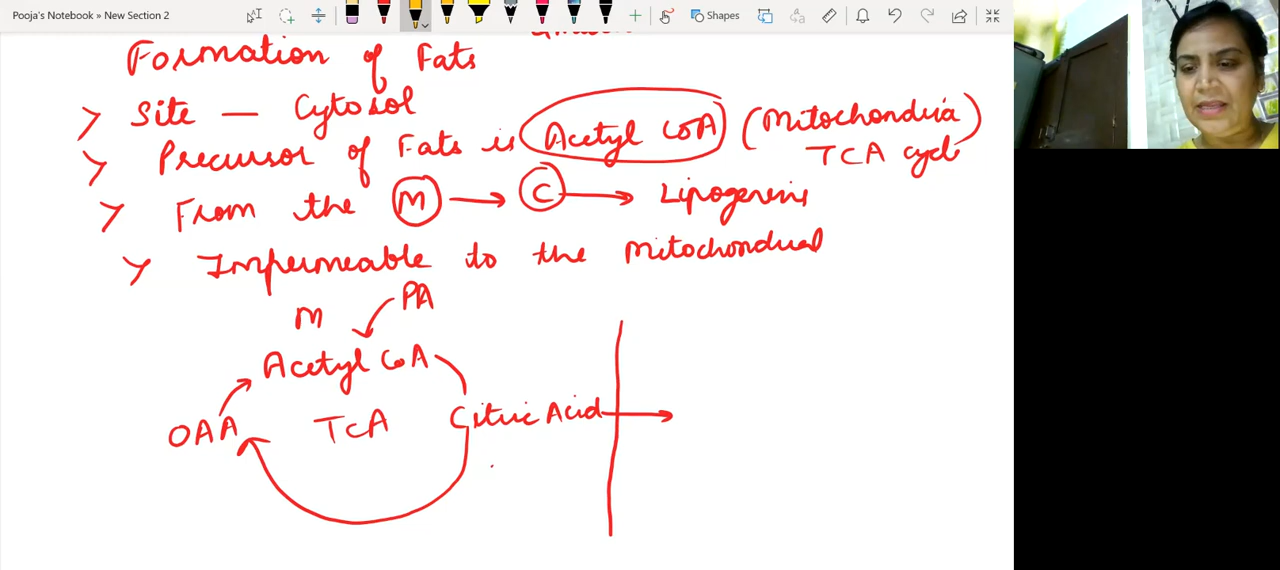 Pooja's Notebook » New Section 2
Shapes
Formation of Fats
> Site — Cytosol
> Precursor of Fats is Acetyl CoA (Mitochondria)
TCA cycle
> From the M → C → Lipogenesis
> Impermeable to the mitochondrial
M
PA
Acetyl CoA
OAA
TCA
Citric Acid